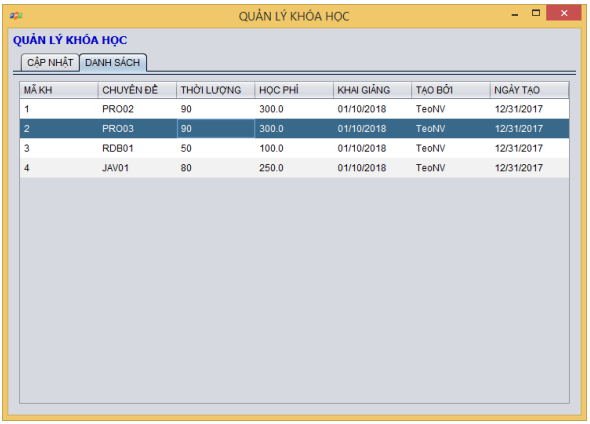 QUẢN LÝ KHÓA HỌC
QUẢN LÝ KHÓA HỌC
CẬP NHẬT DANH SÁCH
MÃ KH CHUYÊN ĐỀ THỜI LƯỢNG HỌC PHÍ KHAI GIẢNG TẠO BỞI NGÀY TẠO
1 PRO02 90 300.0 01/10/2018 TeoNV 12/31/2017
2 PRO03 90 300.0 01/10/2018 TeoNV 12/31/2017
3 RDB01 50 100.0 01/10/2018 TeoNV 12/31/2017
4 JAV01 80 250.0 01/10/2018 TeoNV 12/31/2017